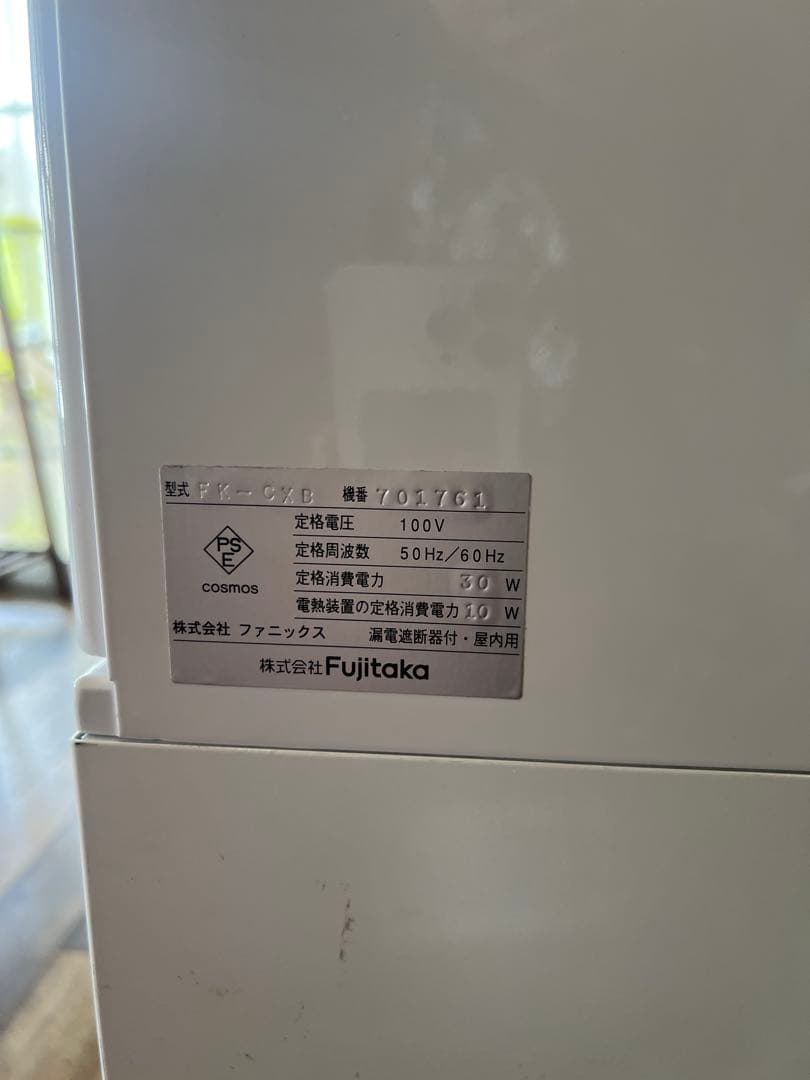 型式 FK-CXB 機番 701761
定格電圧 100V
定格周波数 50Hz/60Hz
PS
E
定格消費電力 30 W
cosmos
電熱装置の定格消費電力 10 W
株式会社 ファニックス 漏電遮断器付・屋内用
株式会社Fujitaka